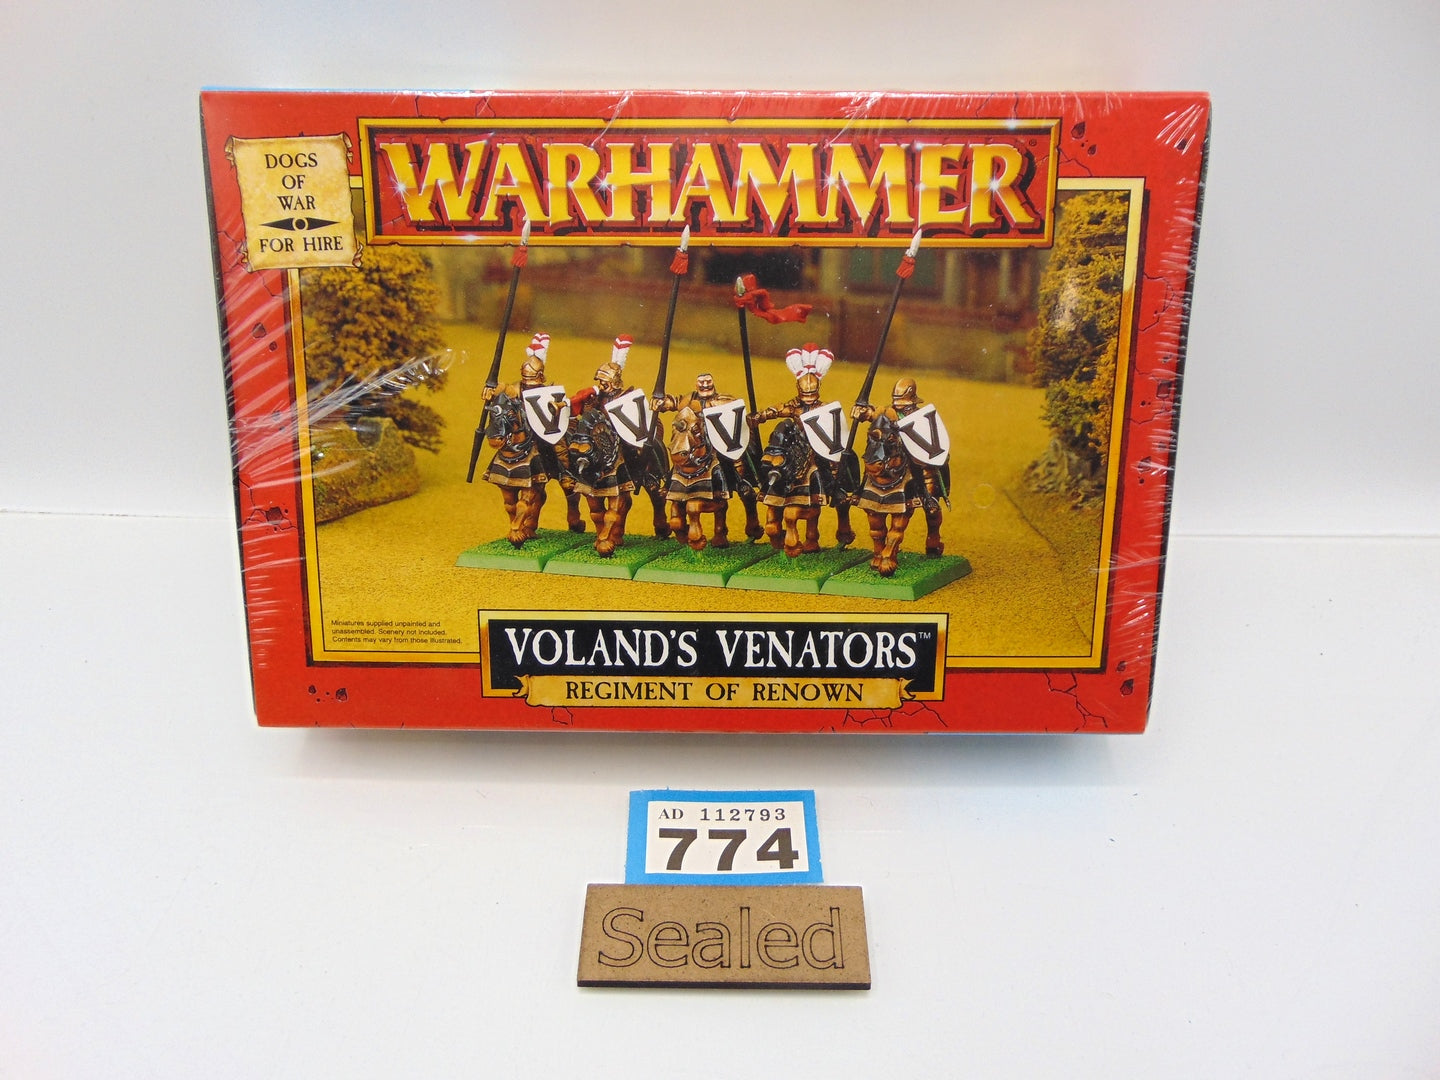 DOGS
OF
WAR
FOR HIRE
WARHAMMER®
V
V
V
V
V
Miniatures supplied unpainted and
unassembled. Scenery not included.
Contents may vary from those illustrated.
VOLAND'S VENATORS™
REGIMENT OF RENOWN
AD 112793
774
Sealed